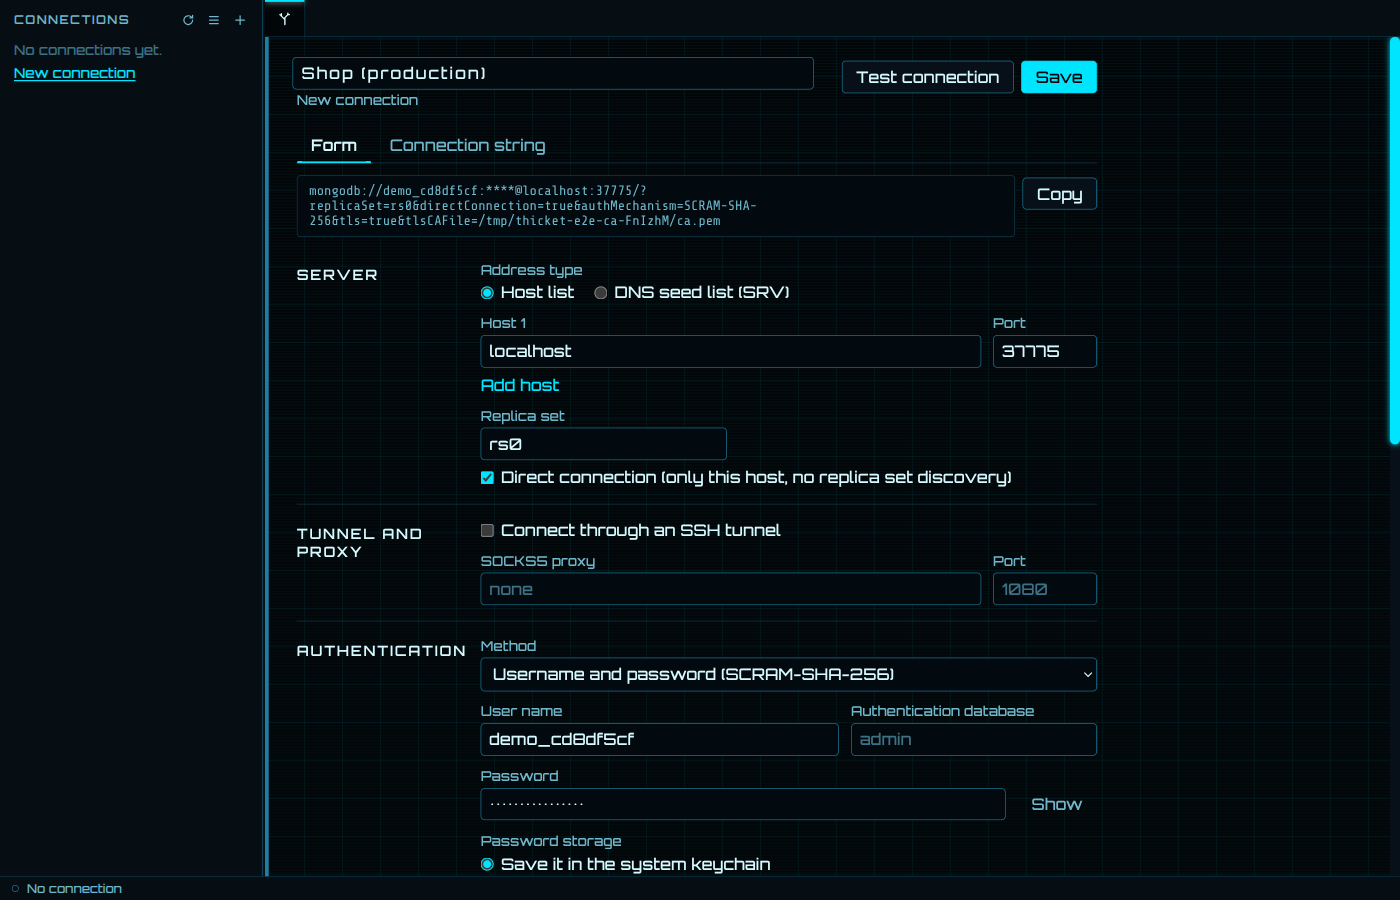 CONNECTIONS
No connections yet.
New connection
Shop (production)
Test connection
Save
New connection
Form
Connection string
mongodb://demo_cd8df5cf:****@localhost:37775/?
replicaSet=rs0&directConnection=true&authMechanism=SCRAM-SHA-
256&tls=true&tlsCAFile=/tmp/thicket-e2e-ca-FnIzhM/ca.pem
Copy
SERVER
Address type
Host list
DNS seed list (SRV)
Host 1
Port
localhost
37775
Add host
Replica set
rs0
Direct connection (only this host, no replica set discovery)
TUNNEL AND
PROXY
Connect through an SSH tunnel
SOCKS5 proxy
Port
none
1080
AUTHENTICATION
Method
Username and password (SCRAM-SHA-256)
User name
Authentication database
demo_cd8df5cf
admin
Password
................
Show
Password storage
Save it in the system keychain
No connection